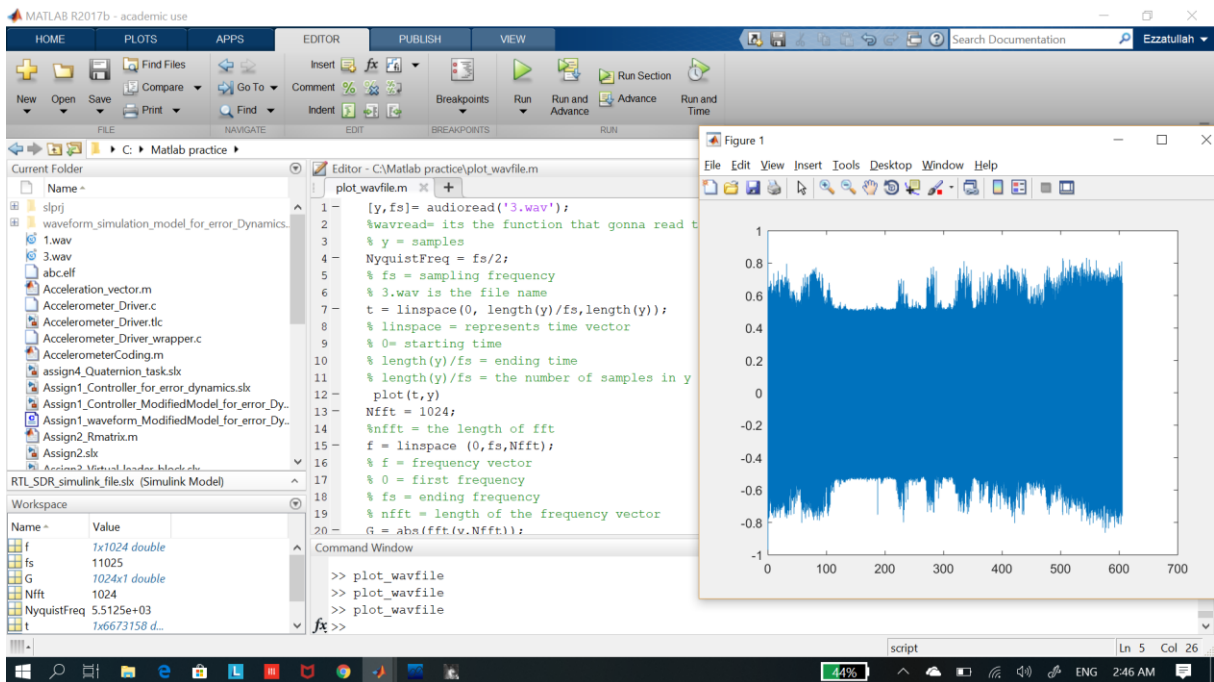 MATLAB R2017b - academic use
HOME PLOTS APPS EDITOR PUBLISH VIEW Search Documentation Ezzatullah
New Open Save Find Files Compare Print Go To Find Insert fx Comment % Indent Breakpoints Run Run and Advance Run Section Advance Run and Time
FILE NAVIGATE EDIT BREAKPOINTS RUN
C: Matlab practice
Current Folder
Name
slprj
waveform_simulation_model_for_error_Dynamics..
1.wav
3.wav
abc.elf
Acceleration_vector.m
Accelerometer_Driver.c
Accelerometer_Driver.tlc
Accelerometer_Driver_wrapper.c
AccelerometerCoding.m
assign4_Quaternion_task.slx
Assign1_Controller_for_error_dynamics.slx
Assign1_Controller_ModifiedModel_for_error_Dy..
Assign1_waveform_ModifiedModel_for_error_Dy..
Assign2_Rmatrix.m
Assign2.slx
Assign3_Virtual_leader_block.slx
RTL_SDR_simulink_file.slx (Simulink Model)
Workspace
Name Value
f 1x1024 double
fs 11025
G 1024x1 double
Nfft 1024
NyquistFreq 5.5125e+03
t 1x6673158 d...
Editor - C:\Matlab practice\plot_wavfile.m
plot_wavfile.m
1 [y,fs]= audioread('3.wav');
2 %wavread= its the function that gonna read t
3 % y = samples
4 NyquistFreq = fs/2;
5 % fs = sampling frequency
6 % 3.wav is the file name
7 t = linspace(0, length(y)/fs,length(y));
8 % linspace = represents time vector
9 % 0= starting time
10 % length(y)/fs = ending time
11 % length(y)/fs = the number of samples in y
12 plot(t,y)
13 Nfft = 1024;
14 %nfft = the length of fft
15 f = linspace (0,fs,Nfft);
16 % f = frequency vector
17 % 0 = first frequency
18 % fs = ending frequency
19 % nfft = length of the frequency vector
20 G = abs(fft(y,Nfft));
Command Window
>> plot_wavfile
>> plot_wavfile
>> plot_wavfile
fx >>
Figure 1
File Edit View Insert Tools Desktop Window Help
1
0.8
0.6
0.4
0.2
0
-0.2
-0.4
-0.6
-0.8
-1
0 100 200 300 400 500 600 700
script Ln 5 Col 26
44% ENG 2:46 AM